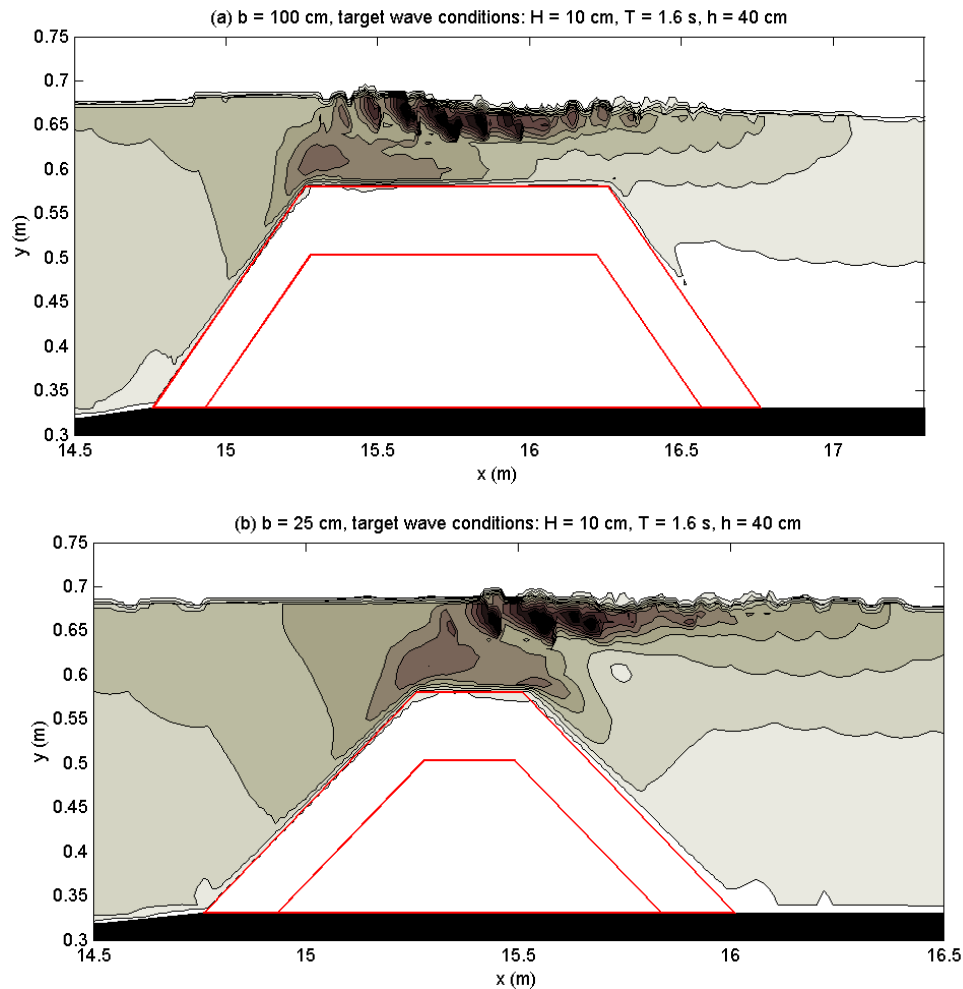 (a) b = 100 cm, target wave conditions: H = 10 cm, T = 1.6 s, h = 40 cm
0.75
0.7
0.65
0.6
0.55
0.5
0.45
0.4
0.35
0.3
y (m)
14.5 15 15.5 16 16.5 17
x (m)
(b) b = 25 cm, target wave conditions: H = 10 cm, T = 1.6 s, h = 40 cm
0.75
0.7
0.65
0.6
0.55
0.5
0.45
0.4
0.35
0.3
y (m)
14.5 15 15.5 16 16.5
x (m)